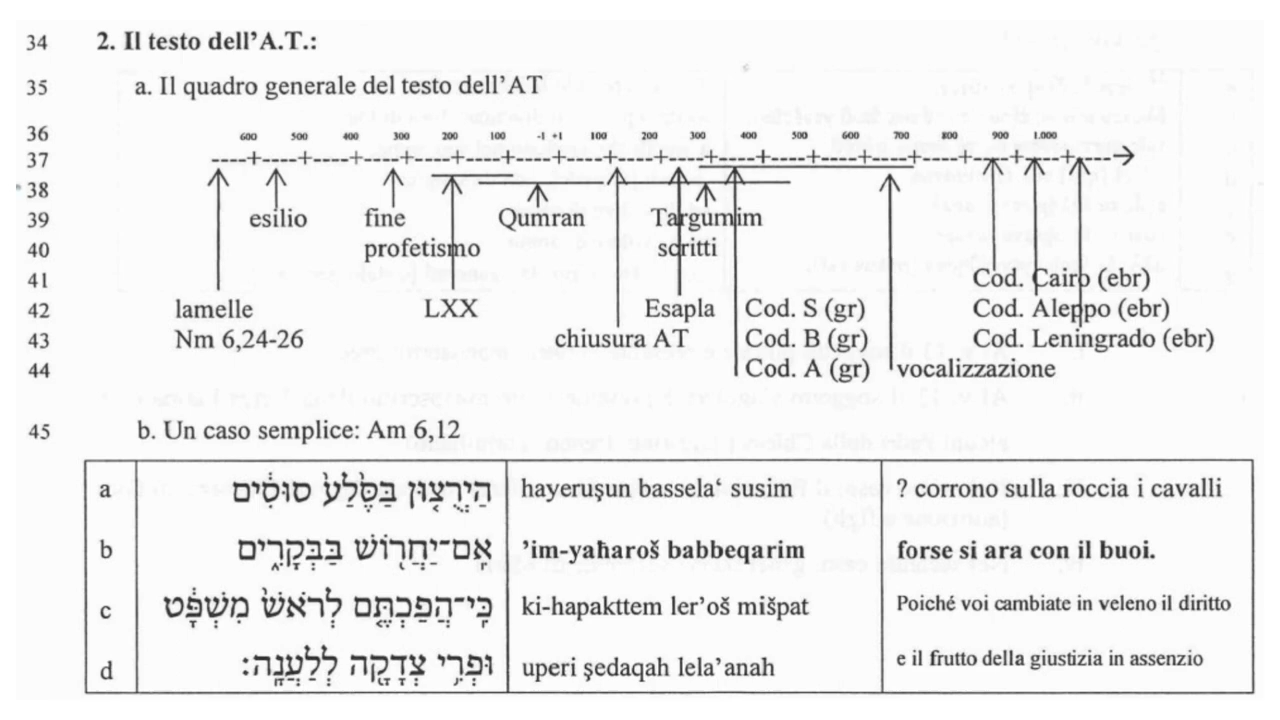 34 2. Il testo dell'A.T.:
35 a. Il quadro generale del testo dell'AT
36 600 500 400 300 200 100 -1 +1 100 200 300 400 500 600 700 800 900 1.000
37
38
39 esilio fine Qumran Targumim
40 profetismo scritti
41 Cod. Cairo (ebr)
42 lamelle LXX Esapla Cod. S (gr) Cod. Aleppo (ebr)
43 Nm 6,24-26 chiusura AT Cod. B (gr) Cod. Leningrado (ebr)
44 Cod. A (gr) vocalizzazione
45 b. Un caso semplice: Am 6,12
a הַיְרֻצ֤וּן בַּסֶּ֙לַע֙ סוּסִ֔ים hayeruşun bassela' susim ? corrono sulla roccia i cavalli
b אִֽם־יַחֲר֖וֹשׁ בַּבְּקָרִ֑ים 'im-yaħaroš babbeqarim forse si ara con il buoi.
c כִּֽי־הֲפַכְתֶּ֤ם לְרֹאשׁ֙ מִשְׁפָּ֔ט ki-hapakttem ler'oš mišpat Poiché voi cambiate in veleno il diritto
d וּפְרִ֥י צְדָקָ֖ה לְלַעֲנָֽה׃ uperi şedaqah lela'anah e il frutto della giustizia in assenzio